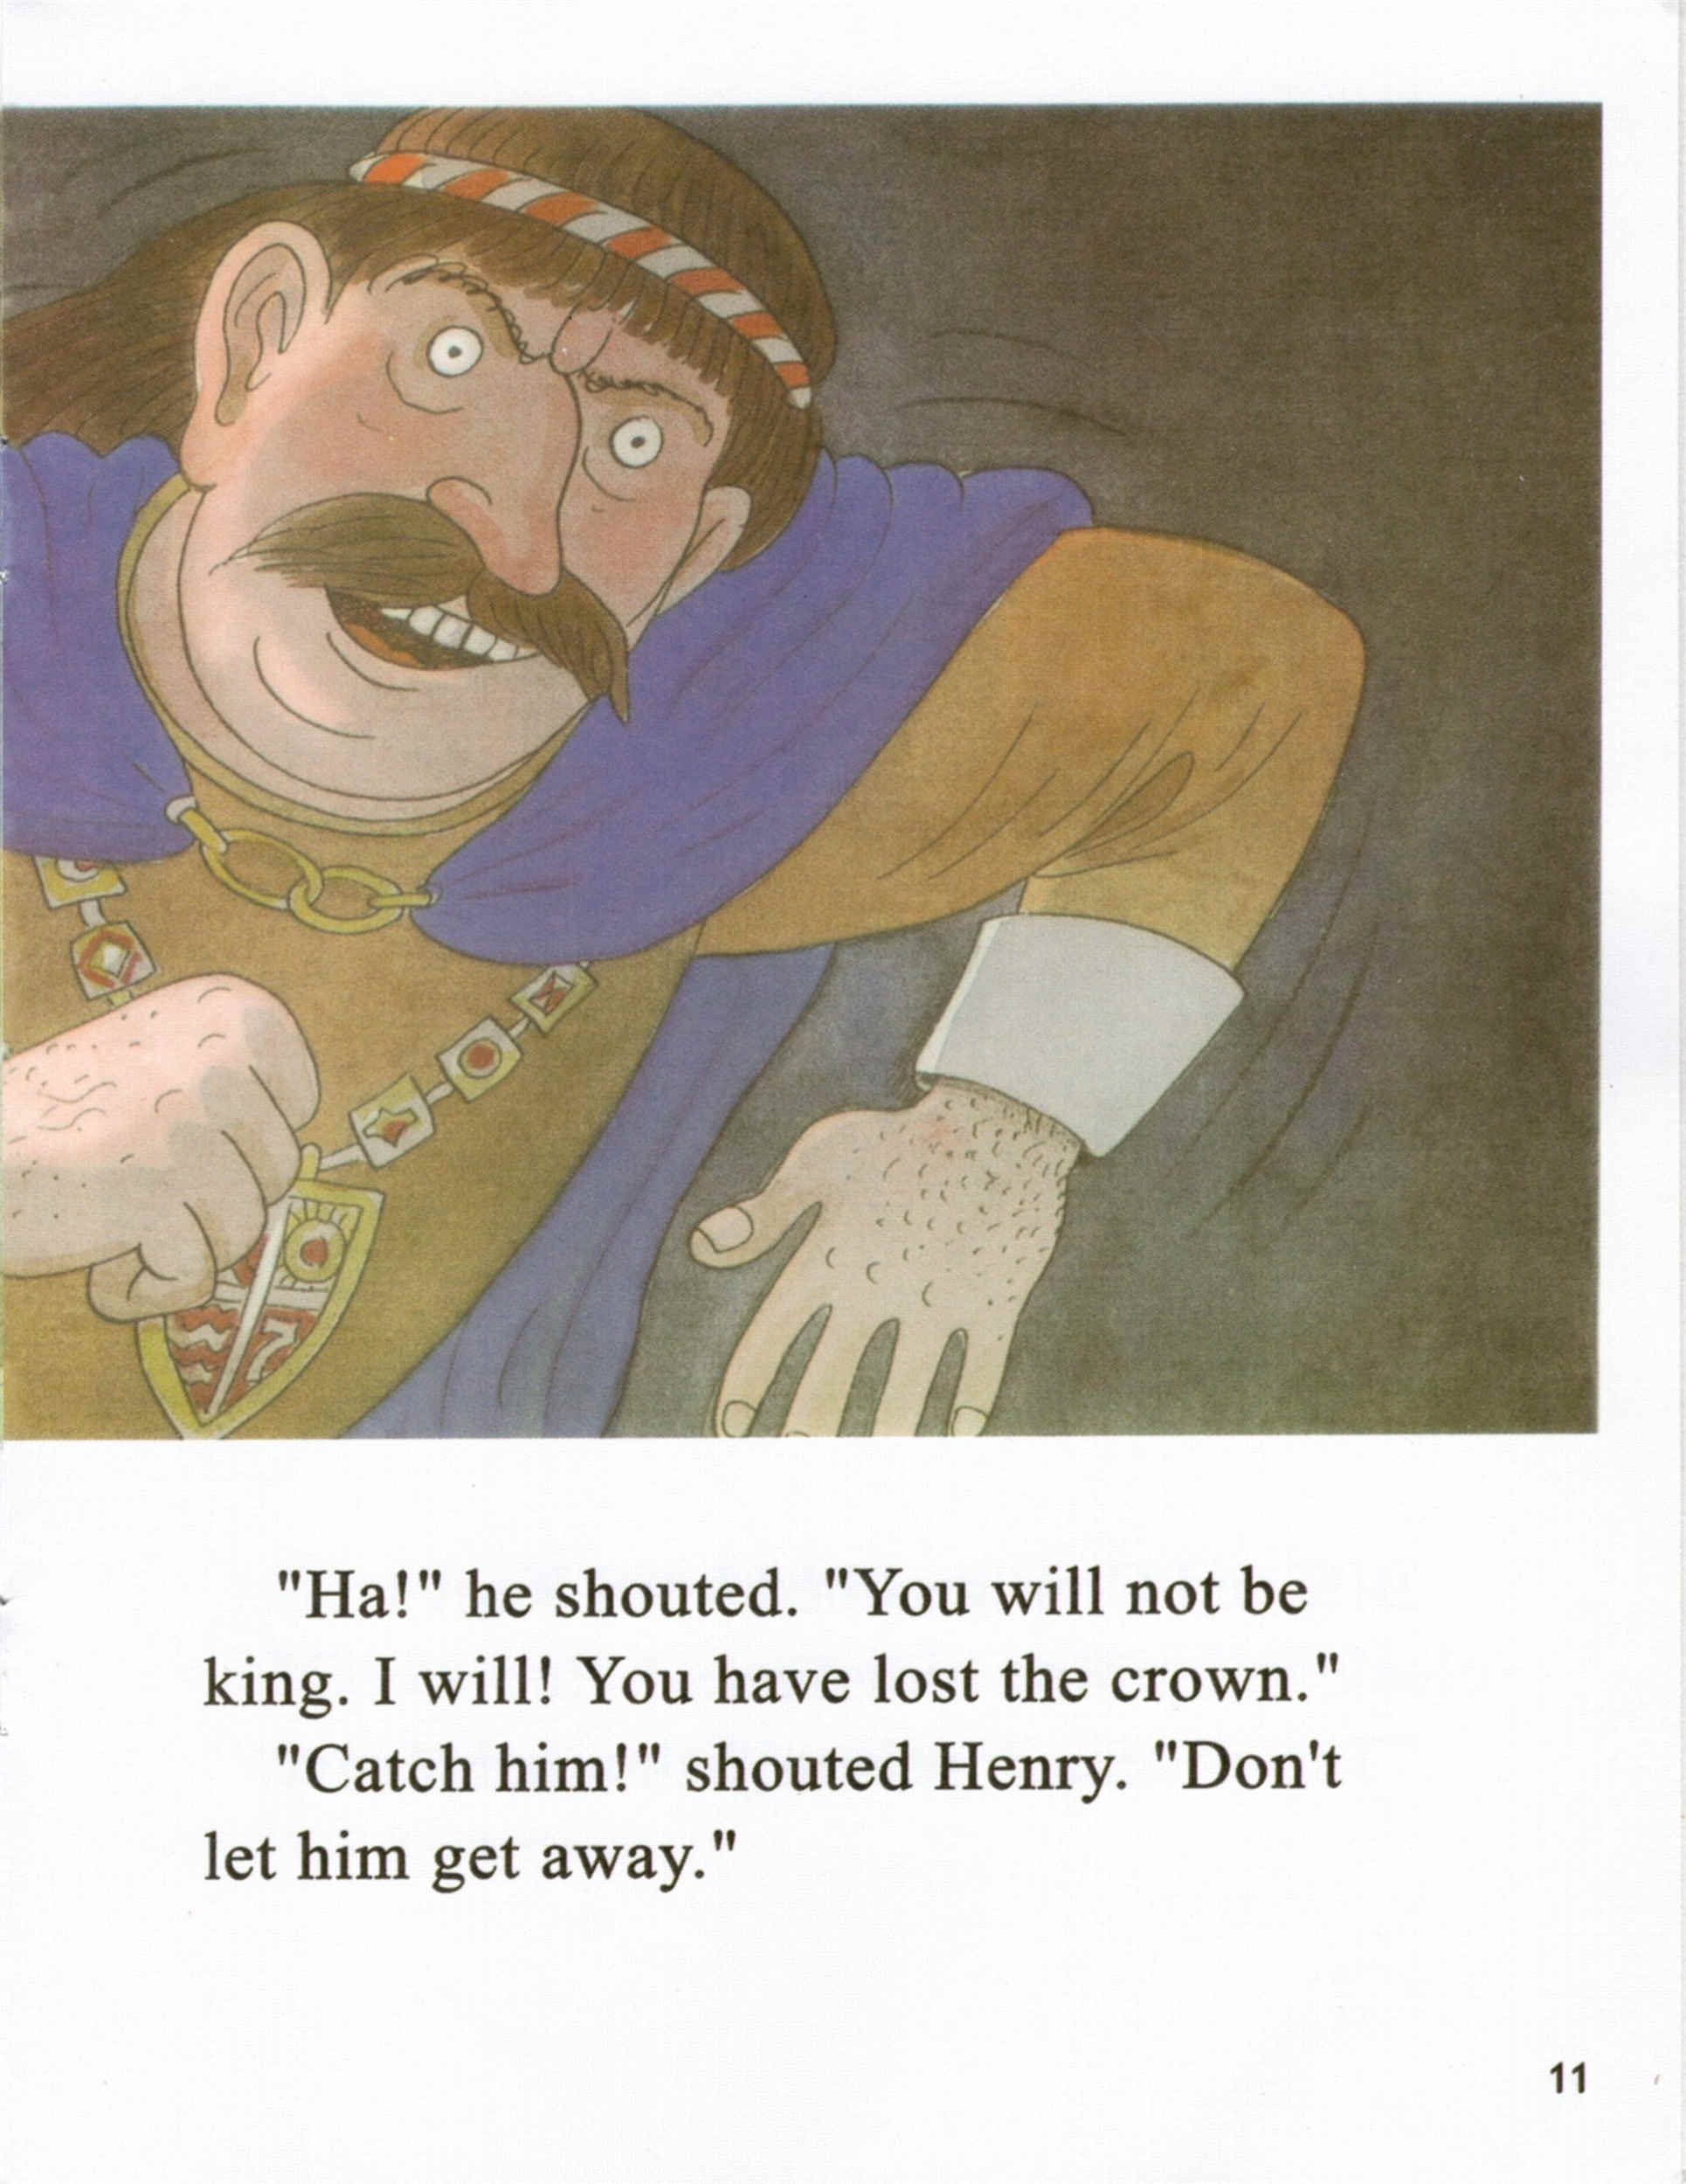 "Ha!" he shouted. "You will not be
king. I will! You have lost the crown."
"Catch him!" shouted Henry. "Don't
let him get away."
11